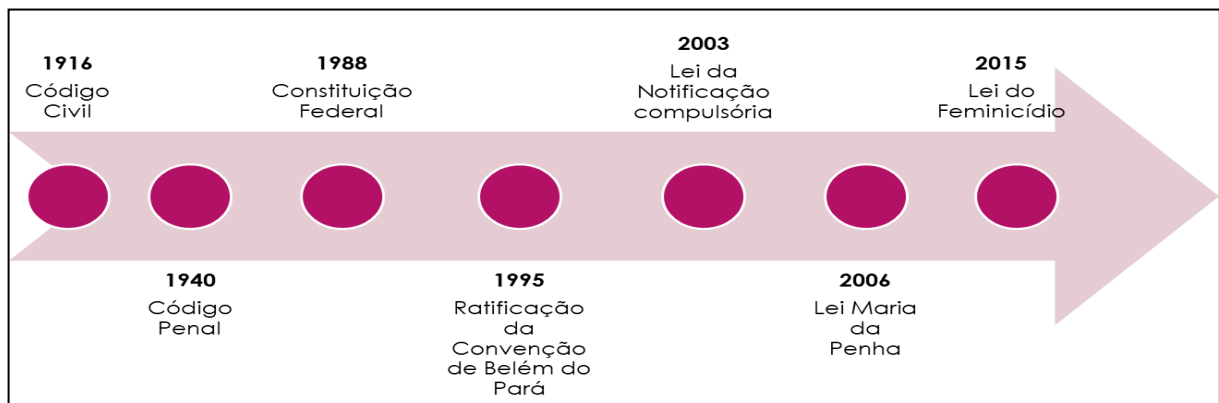 1916
Código
Civil
1940
Código
Penal
1988
Constituição
Federal
1995
Ratificação
da
Convenção
de Belém do
Pará
2003
Lei da
Notificação
compulsória
2006
Lei Maria
da
Penha
2015
Lei do
Feminicídio